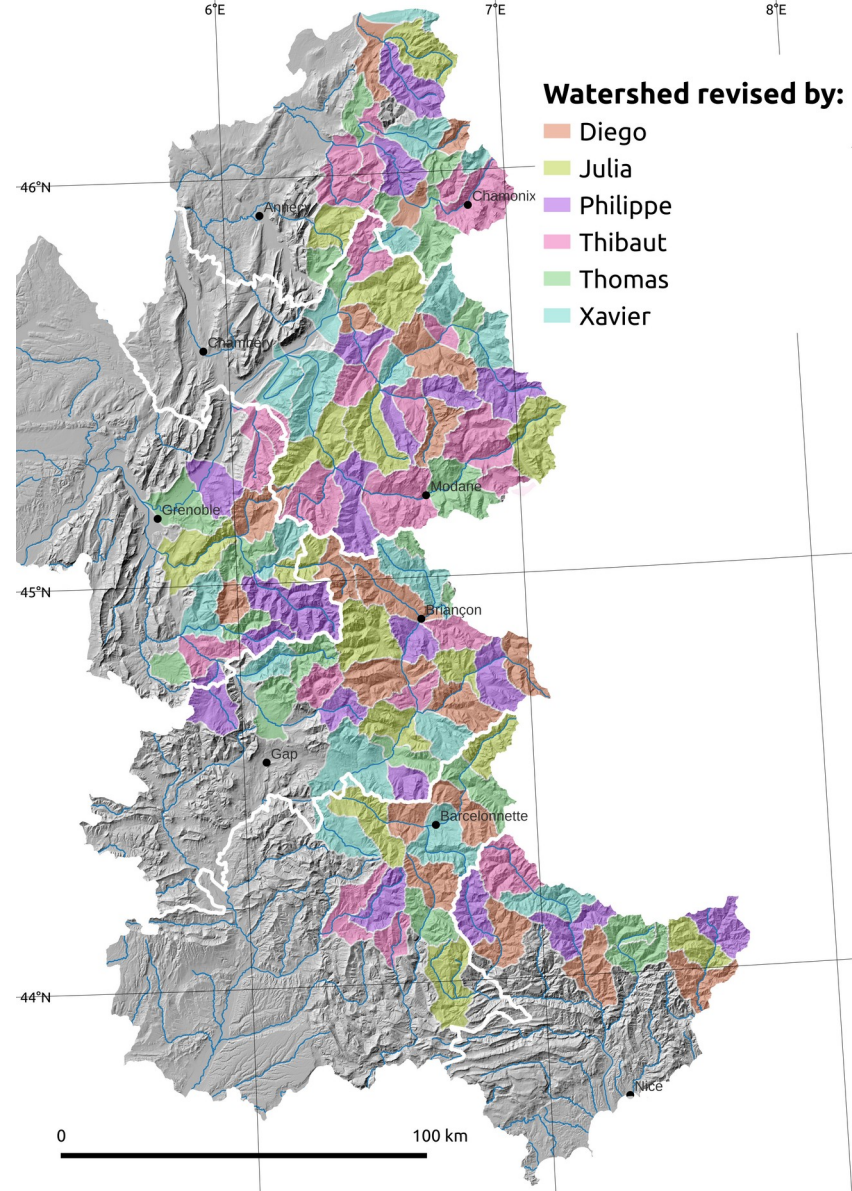 6°E
7°E
8°E
Watershed revised by:
Diego
Julia
Philippe
Thibaut
Thomas
Xavier
46°N
Annecy
Chamonix
Chambéry
Modane
Grenoble
45°N
Briançon
Gap
Barcelonnette
44°N
Nice
0
100 km